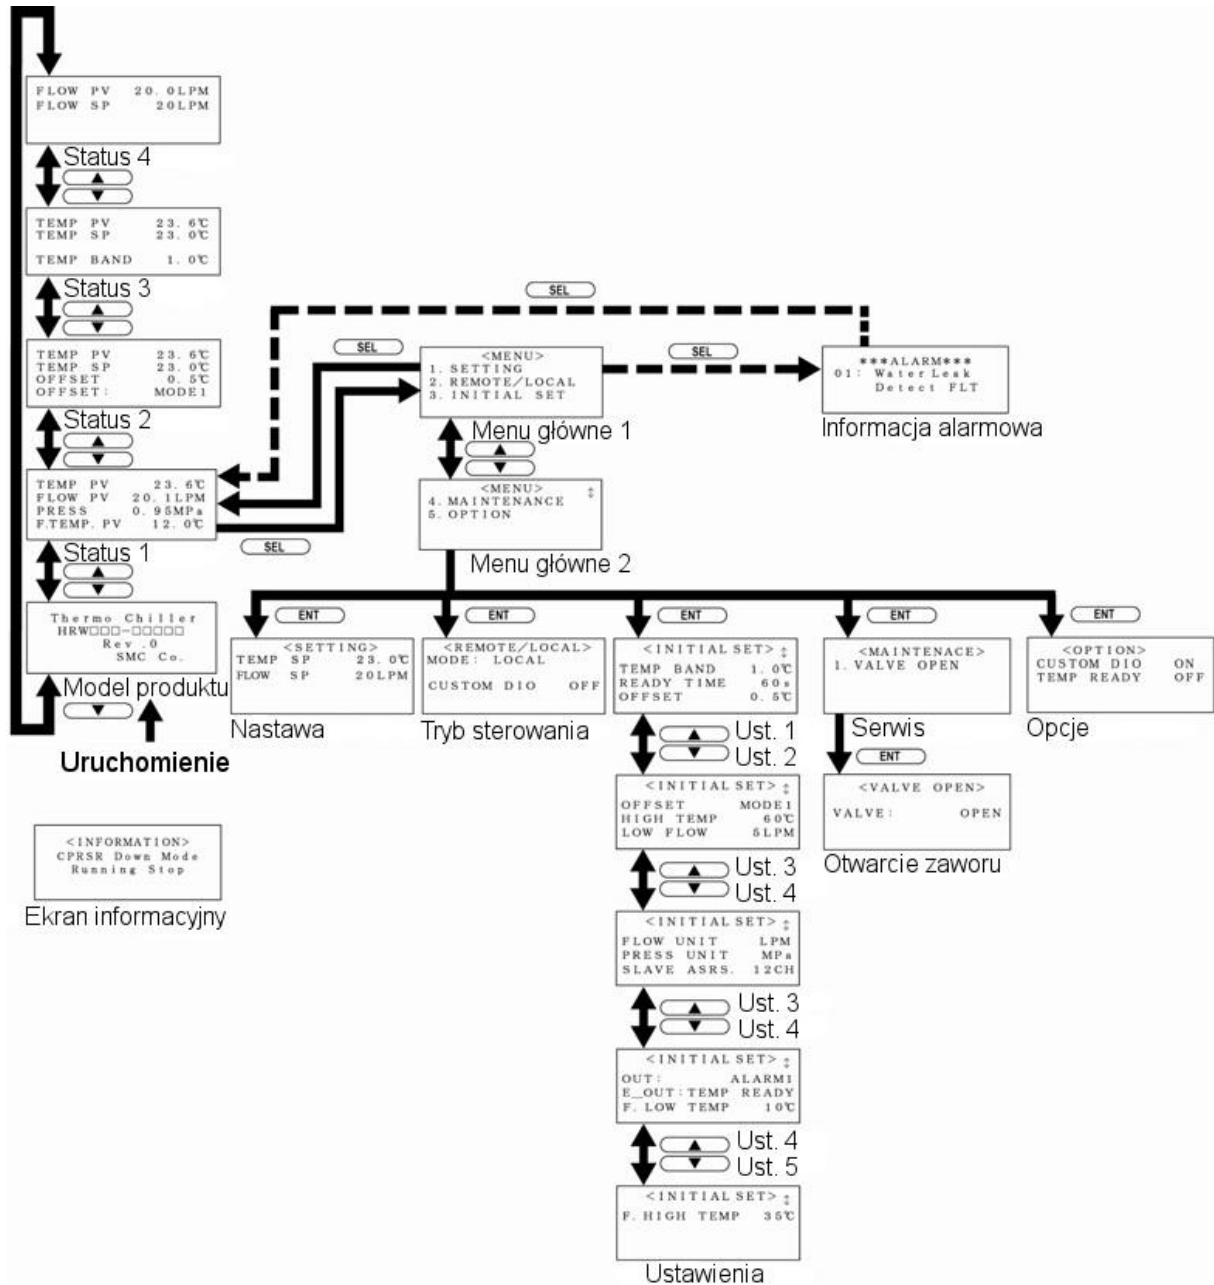 FLOW PV 20.0LPM
FLOW SP 20LPM
Status 4
TEMP PV 23.6℃
TEMP SP 23.0℃
TEMP BAND 1.0℃
Status 3
TEMP PV 23.6℃
TEMP SP 23.0℃
OFFSET 0.5℃
OFFSET: MODE1
Status 2
TEMP PV 23.6℃
FLOW PV 20.1LPM
PRESS 0.95MPa
F.TEMP. PV 12.0℃
Status 1
Thermo Chiller
HRW□□□-□□□□□
Rev.0
SMC Co.
Model produktu
Uruchomienie
<INFORMATION>
CPRSR Down Mode
Running Stop
Ekran informacyjny
SEL
SEL
SEL
SEL
<MENU>
1. SETTING
2. REMOTE/LOCAL
3. INITIAL SET
Menu główne 1
***ALARM***
01: Water Leak
Detect FLT
Informacja alarmowa
<MENU>
4. MAINTENANCE
5. OPTION
Menu główne 2
ENT
ENT
ENT
ENT
ENT
<SETTING>
TEMP SP 23.0℃
FLOW SP 20LPM
Nastawa
<REMOTE/LOCAL>
MODE: LOCAL
CUSTOM DIO OFF
Tryb sterowania
<INITIAL SET>
TEMP BAND 1.0℃
READY TIME 60s
OFFSET 0.5℃
Ust. 1
Ust. 2
<INITIAL SET>
OFFSET MODE1
HIGH TEMP 60℃
LOW FLOW 5LPM
Ust. 3
Ust. 4
<INITIAL SET>
FLOW UNIT LPM
PRESS UNIT MPa
SLAVE ASRS. 12CH
Ust. 3
Ust. 4
<INITIAL SET>
OUT: ALARM1
E_OUT:TEMP READY
F. LOW TEMP 10℃
Ust. 4
Ust. 5
<INITIAL SET>
F. HIGH TEMP 35℃
Ustawienia
<MAINTENACE>
1. VALVE OPEN
Serwis
ENT
<VALVE OPEN>
VALVE: OPEN
Otwarcie zaworu
<OPTION>
CUSTOM DIO ON
TEMP READY OFF
Opcje